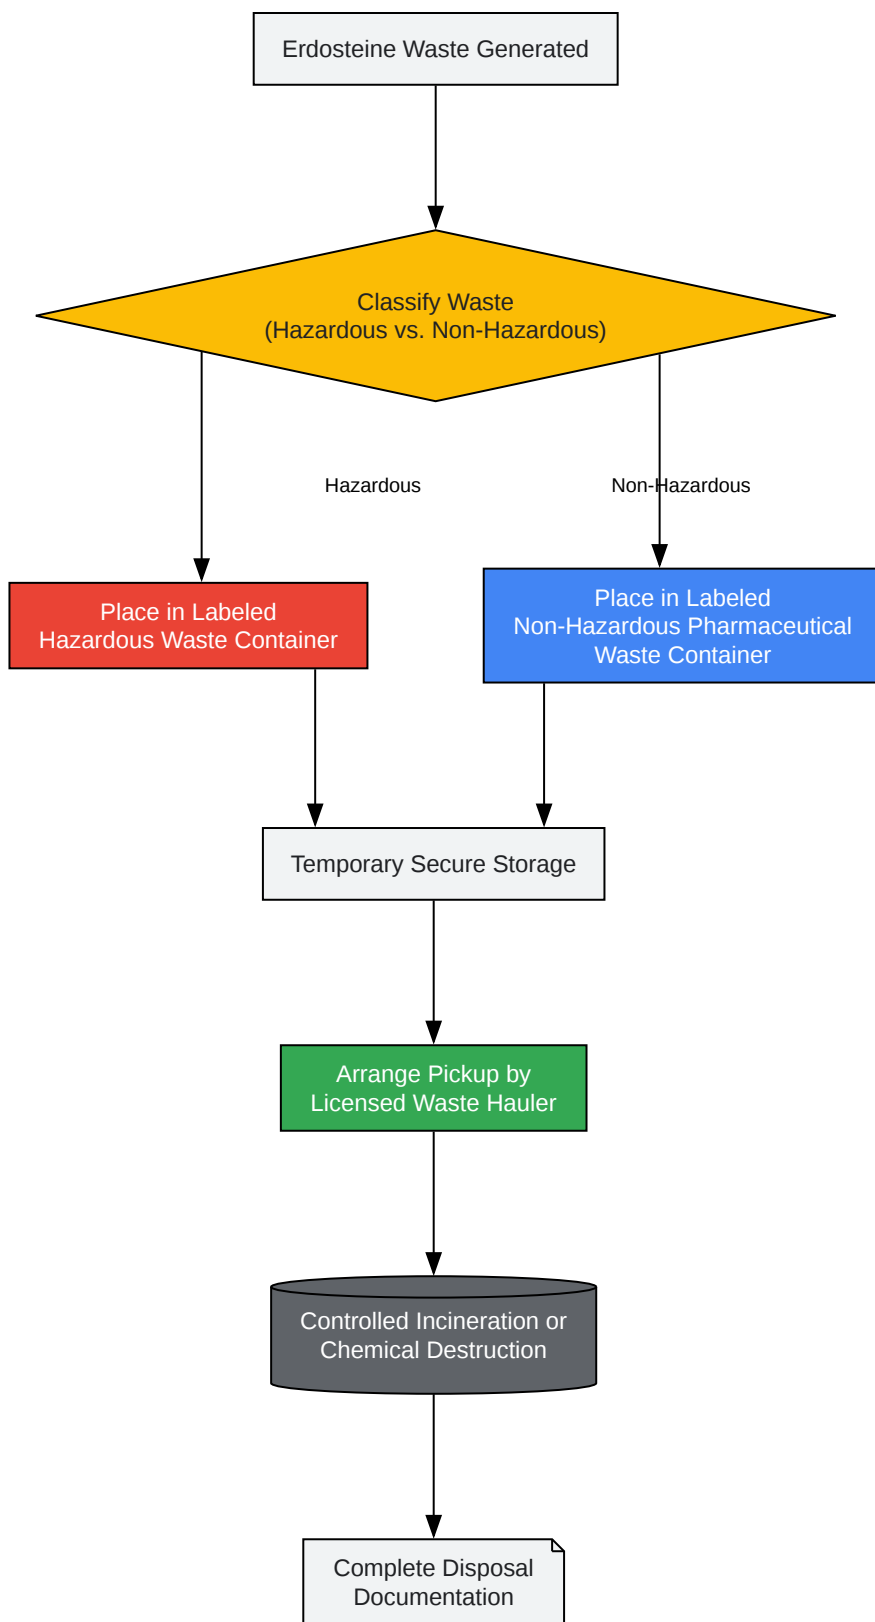 Erdosteine Waste Generated
Classify Waste
(Hazardous vs. Non-Hazardous)
Hazardous
Non-Hazardous
Place in Labeled
Hazardous Waste Container
Place in Labeled
Non-Hazardous Pharmaceutical
Waste Container
Temporary Secure Storage
Arrange Pickup by
Licensed Waste Hauler
Controlled Incineration or
Chemical Destruction
Complete Disposal
Documentation